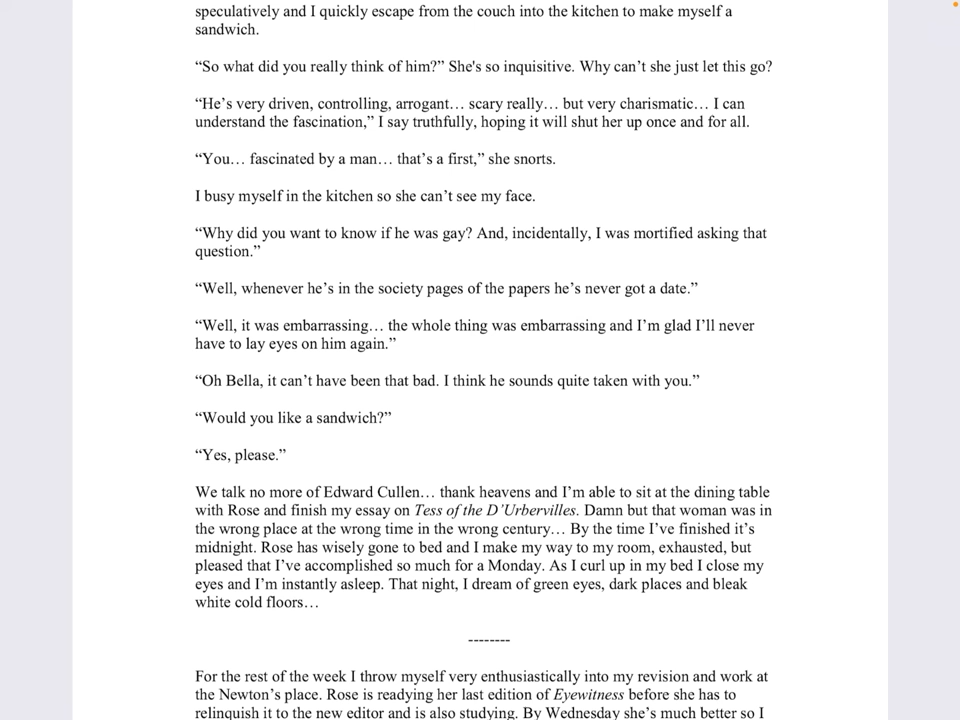 speculatively and I quickly escape from the couch into the kitchen to make myself a
sandwich.
“So what did you really think of him?” She's so inquisitive. Why can’t she just let this go?
“He’s very driven, controlling, arrogant… scary really… but very charismatic… I can
understand the fascination,” I say truthfully, hoping it will shut her up once and for all.
“You… fascinated by a man… that’s a first,” she snorts.
I busy myself in the kitchen so she can’t see my face.
“Why did you want to know if he was gay? And, incidentally, I was mortified asking that
question.”
“Well, whenever he’s in the society pages of the papers he’s never got a date.”
“Well, it was embarrassing… the whole thing was embarrassing and I’m glad I’ll never
have to lay eyes on him again.”
“Oh Bella, it can’t have been that bad. I think he sounds quite taken with you.”
“Would you like a sandwich?”
“Yes, please.”
We talk no more of Edward Cullen… thank heavens and I’m able to sit at the dining table
with Rose and finish my essay on Tess of the D’Urbervilles. Damn but that woman was in
the wrong place at the wrong time in the wrong century… By the time I’ve finished it’s
midnight. Rose has wisely gone to bed and I make my way to my room, exhausted, but
pleased that I’ve accomplished so much for a Monday. As I curl up in my bed I close my
eyes and I’m instantly asleep. That night, I dream of green eyes, dark places and bleak
white cold floors…
--------
For the rest of the week I throw myself very enthusiastically into my revision and work at
the Newton’s place. Rose is readying her last edition of Eyewitness before she has to
relinquish it to the new editor and is also studying. By Wednesday she’s much better so I